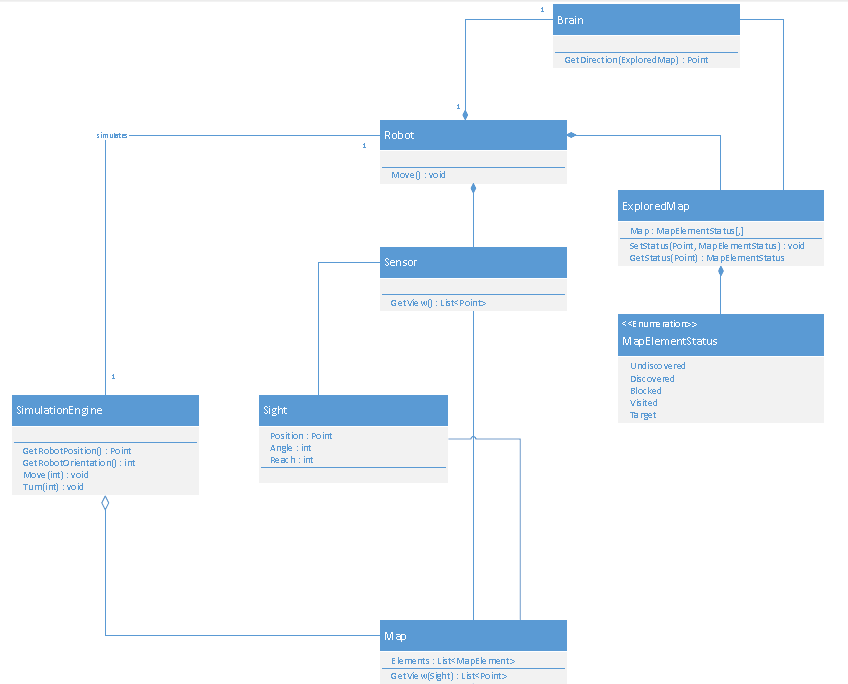 1
Brain
GetDirection(ExploredMap) : Point
1
simulates
1
Robot
Move() : void
ExploredMap
Map : MapElementStatus[,]
SetStatus(Point, MapElementStatus) : void
GetStatus(Point) : MapElementStatus
Sensor
GetView() : List<Point>
<<Enumeration>>
MapElementStatus
Undiscovered
Discovered
Blocked
Visited
Target
1
SimulationEngine
GetRobotPosition() : Point
GetRobotOrientation() : int
Move(int) : void
Turn(int) : void
Sight
Position : Point
Angle : int
Reach : int
Map
Elements : List<MapElement>
GetView(Sight) : List<Point>